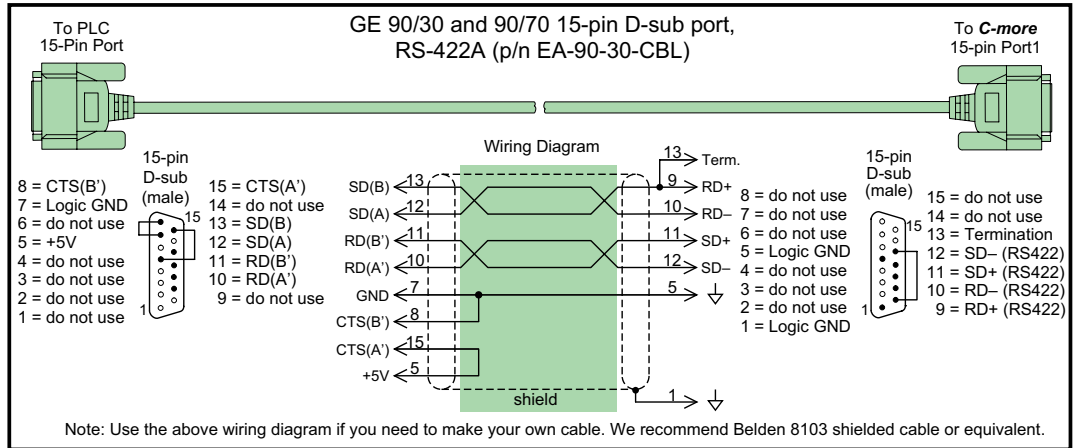 To PLC
15-Pin Port
GE 90/30 and 90/70 15-pin D-sub port,
RS-422A (p/n EA-90-30-CBL)
To C-more
15-pin Port1
15-pin
D-sub
(male)
8 = CTS(B’)
7 = Logic GND
6 = do not use
5 = +5V
4 = do not use
3 = do not use
2 = do not use
1 = do not use
15
1
15 = CTS(A’)
14 = do not use
13 = SD(B)
12 = SD(A)
11 = RD(B’)
10 = RD(A’)
9 = do not use
Wiring Diagram
13 Term.
SD(B) 13 9 RD+
SD(A) 12 10 RD–
RD(B’) 11 11 SD+
RD(A’) 10 12 SD–
GND 7 5
CTS(B’) 8
CTS(A’) 15
+5V 5
shield 1
15-pin
D-sub
(male)
8 = do not use
7 = do not use
6 = do not use
5 = Logic GND
4 = do not use
3 = do not use
2 = do not use
1 = Logic GND
15
1
15 = do not use
14 = do not use
13 = Termination
12 = SD– (RS422)
11 = SD+ (RS422)
10 = RD– (RS422)
9 = RD+ (RS422)
Note: Use the above wiring diagram if you need to make your own cable. We recommend Belden 8103 shielded cable or equivalent.